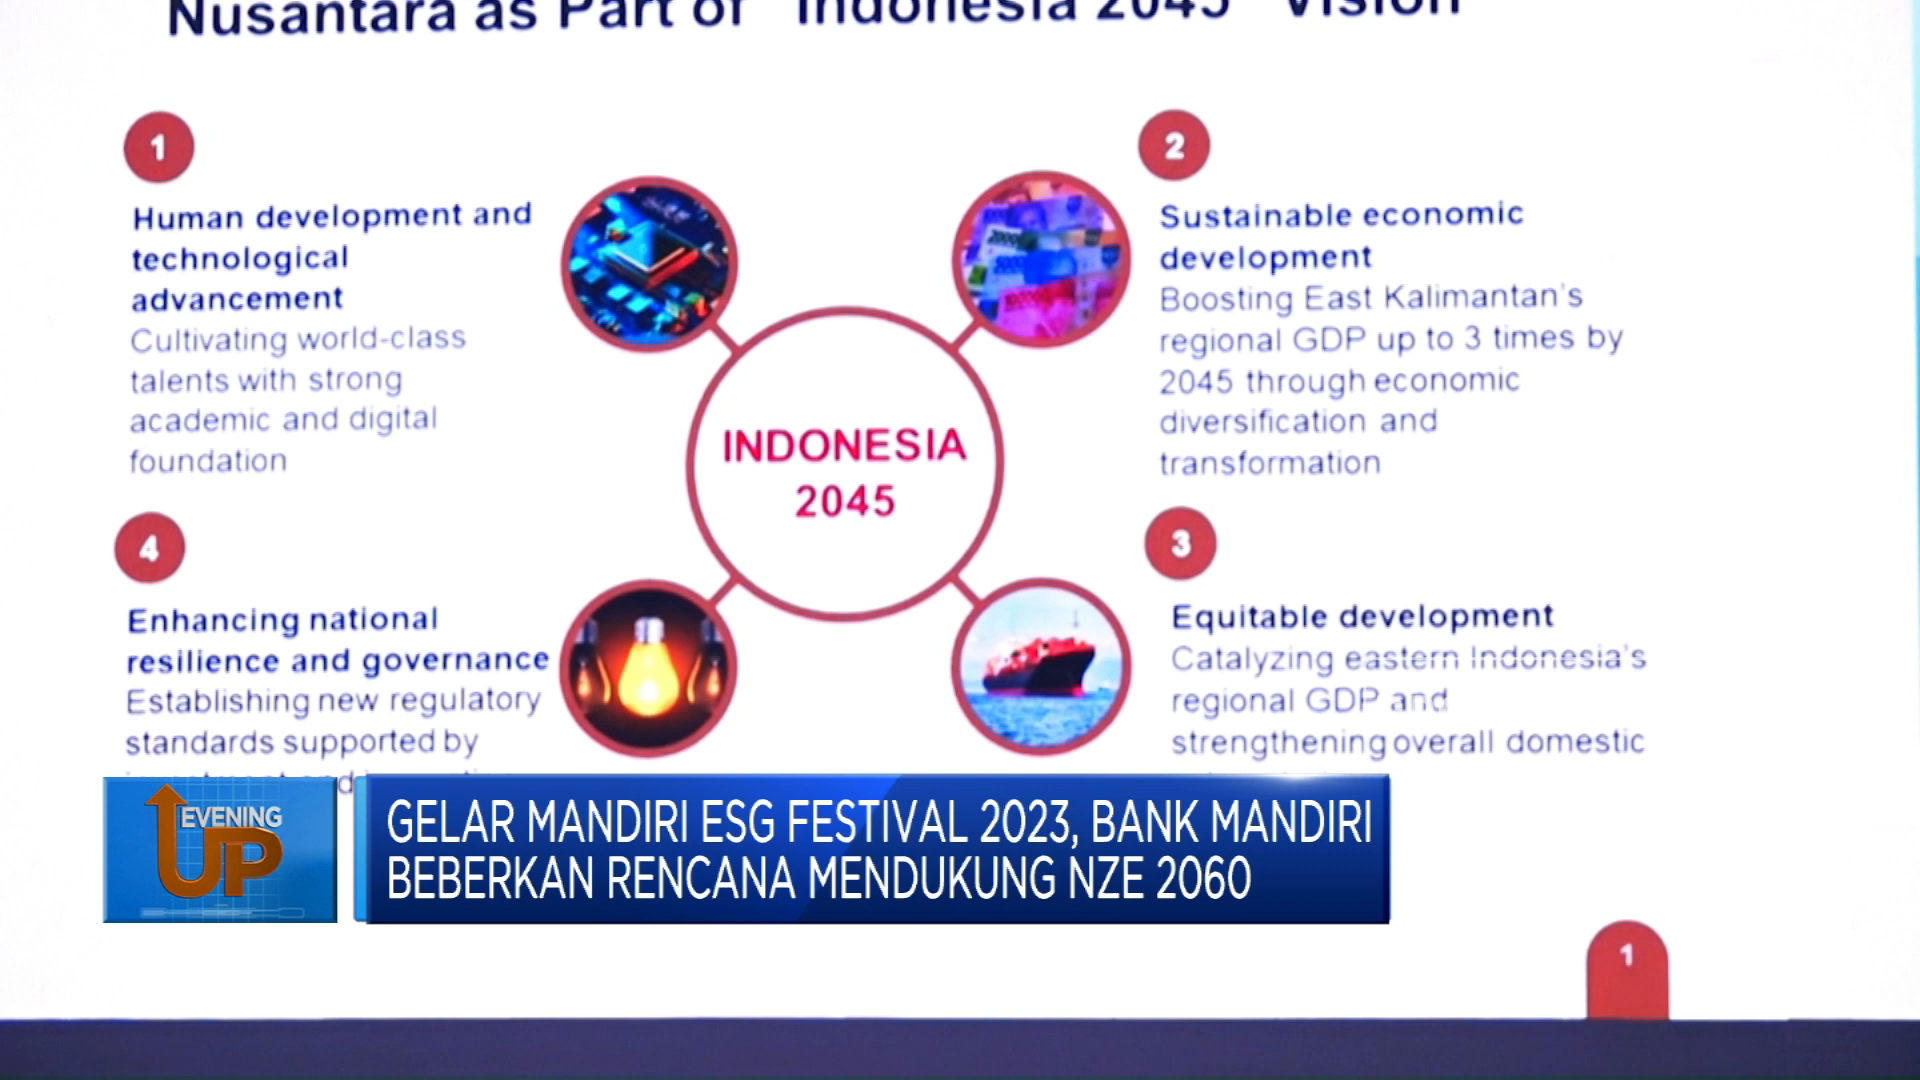 Nusantara as Part of "Indonesia 2045" Vision
1
Human development and
technological
advancement
Cultivating world-class
talents with strong
academic and digital
foundation
2
Sustainable economic
development
Boosting East Kalimantan's
regional GDP up to 3 times by
2045 through economic
diversification and
transformation
INDONESIA
2045
4
Enhancing national
resilience and governance
Establishing new regulatory
standards supported by
3
Equitable development
Catalyzing eastern Indonesia's
regional GDP and
strengthening overall domestic
EVENING
UP
GELAR MANDIRI ESG FESTIVAL 2023, BANK MANDIRI
BEBERKAN RENCANA MENDUKUNG NZE 2060
1